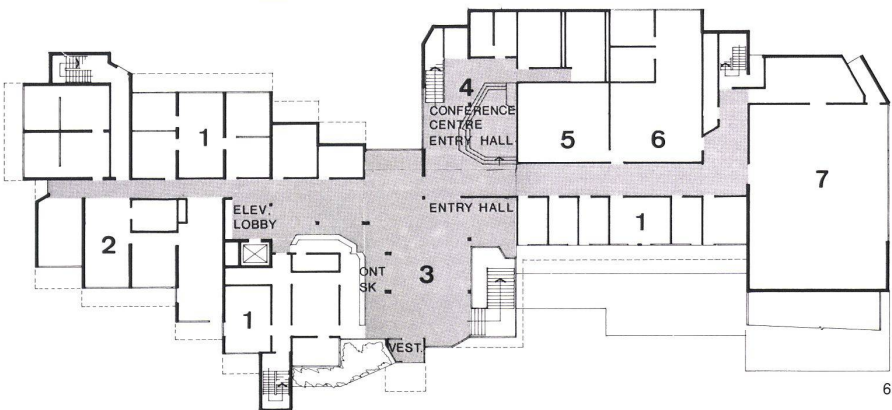 4
CONFERENCE
CENTRE
ENTRY HALL
1
5
6
7
ELEV.
LOBBY
ENTRY HALL
1
2
3
ONT
SK
1
VEST.
6